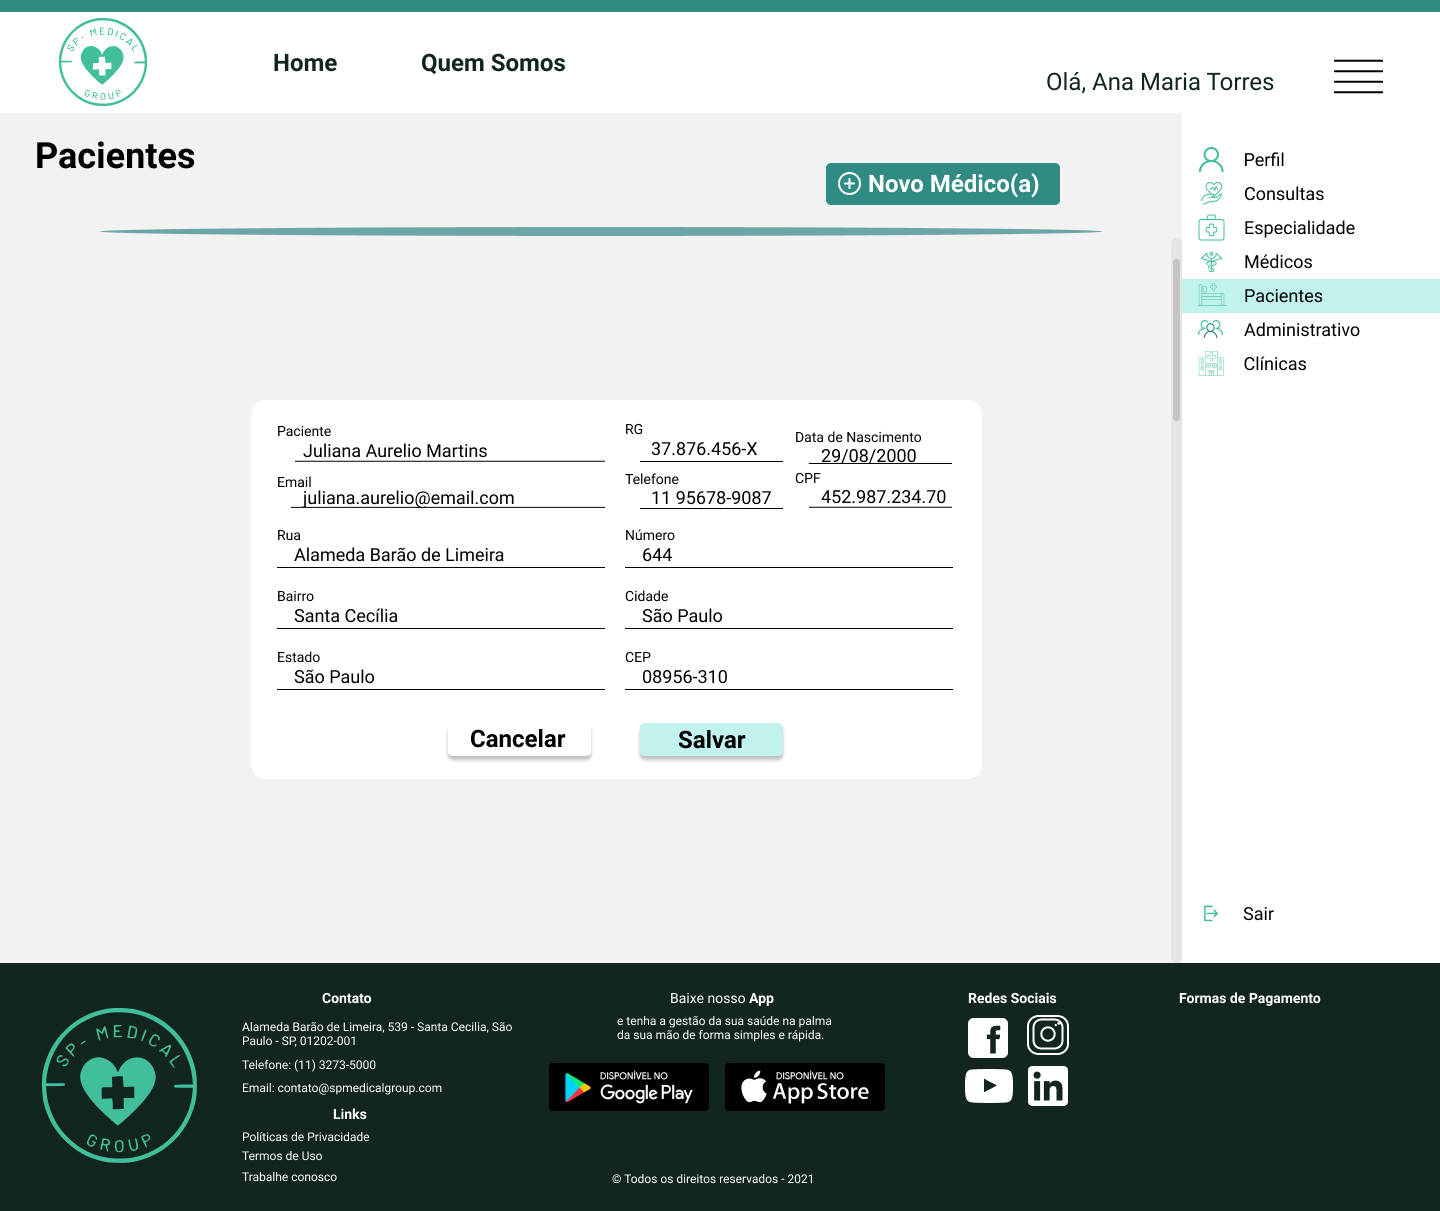 SP- MEDICAL
GROUP
Home
Quem Somos
Olá, Ana Maria Torres
Pacientes
Novo Médico(a)
Perfil
Consultas
Especialidade
Médicos
Pacientes
Administrativo
Clínicas
Sair
Paciente
Juliana Aurelio Martins
RG
37.876.456-X
Data de Nascimento
29/08/2000
Email
juliana.aurelio@email.com
Telefone
11 95678-9087
CPF
452.987.234.70
Rua
Alameda Barão de Limeira
Número
644
Bairro
Santa Cecília
Cidade
São Paulo
Estado
São Paulo
CEP
08956-310
Cancelar
Salvar
SP- MEDICAL
GROUP
Contato
Alameda Barão de Limeira, 539 - Santa Cecilia, São
Paulo - SP, 01202-001
Telefone: (11) 3273-5000
Email: contato@spmedicalgroup.com
Links
Políticas de Privacidade
Termos de Uso
Trabalhe conosco
Baixe nosso App
e tenha a gestão da sua saúde na palma
da sua mão de forma simples e rápida.
DISPONÍVEL NO
Google Play
DISPONÍVEL NO
App Store
© Todos os direitos reservados - 2021
Redes Sociais
Formas de Pagamento